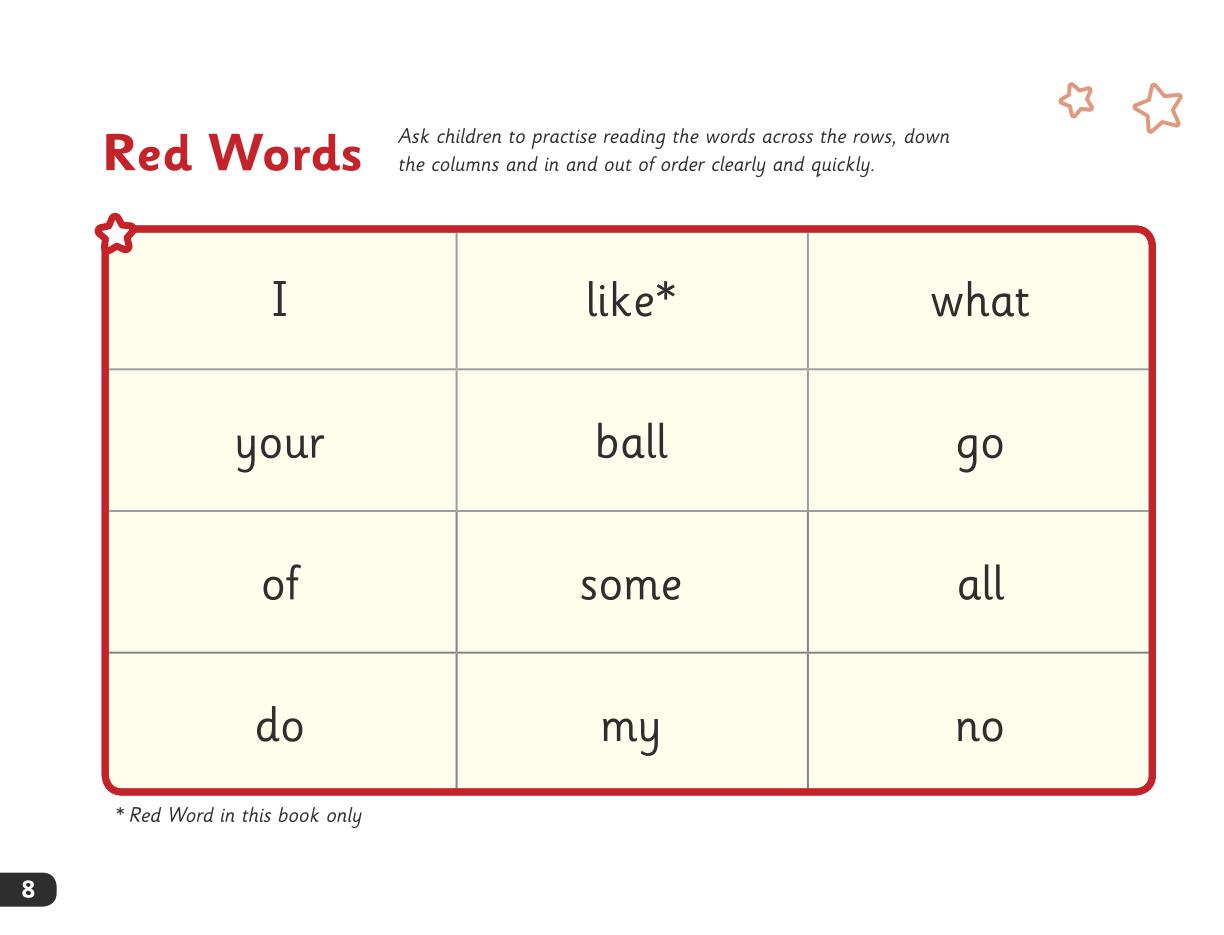 Red Words
Ask children to practise reading the words across the rows, down
the columns and in and out of order clearly and quickly.
I like* what
your ball go
of some all
do my no
* Red Word in this book only
8